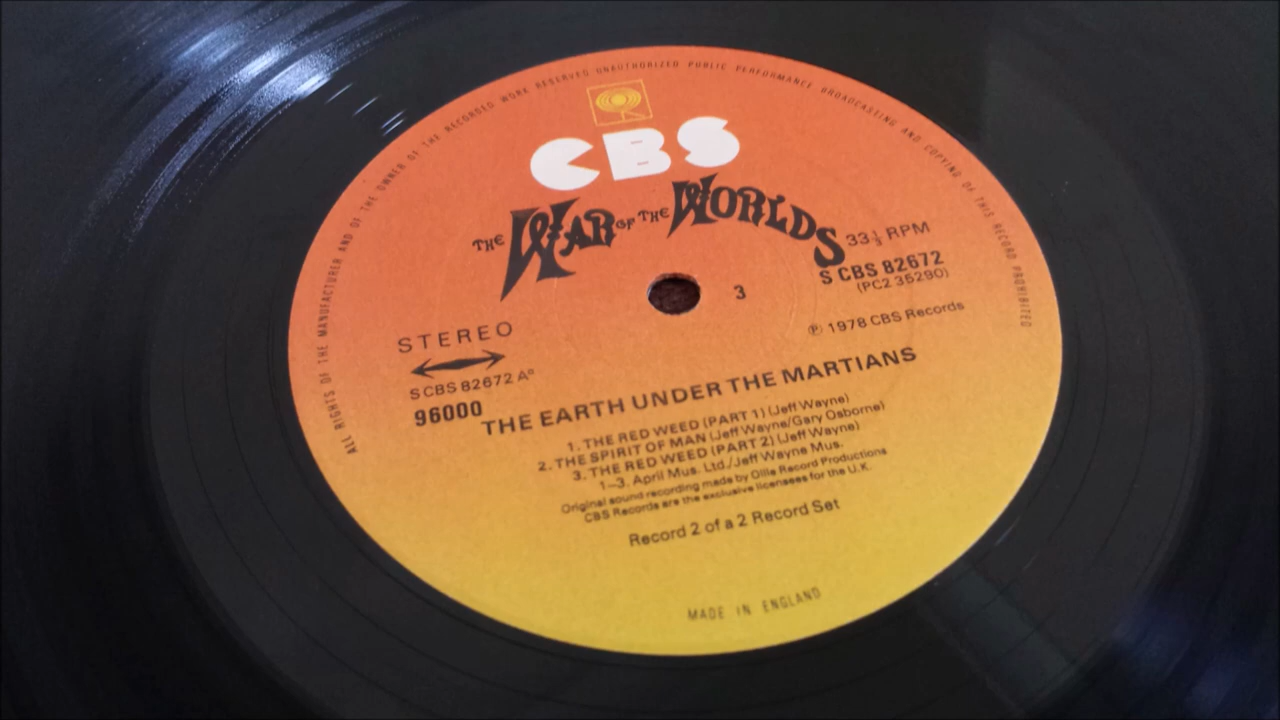 ALL RIGHTS OF THE MANUFACTURER AND OF THE OWNER OF THE RECORDED WORK RESERVED UNAUTHORIZED PUBLIC PERFORMANCE BROADCASTING AND COPYING OF THIS RECORD PROHIBITED
CBS
THE WAR OF THE WORLDS
33⅓ RPM
S CBS 82672
(PC2 35290)
3
℗ 1978 CBS Records
STEREO
SCBS 82672 Aº
96000
THE EARTH UNDER THE MARTIANS
1. THE RED WEED (PART 1) (Jeff Wayne)
2. THE SPIRIT OF MAN (Jeff Wayne/Gary Osborne)
3. THE RED WEED (PART 2) (Jeff Wayne)
1–3. April Mus. Ltd./Jeff Wayne Mus.
Original sound recording made by Ollie Record Productions
CBS Records are the exclusive licensees for the U.K.
Record 2 of a 2 Record Set
MADE IN ENGLAND